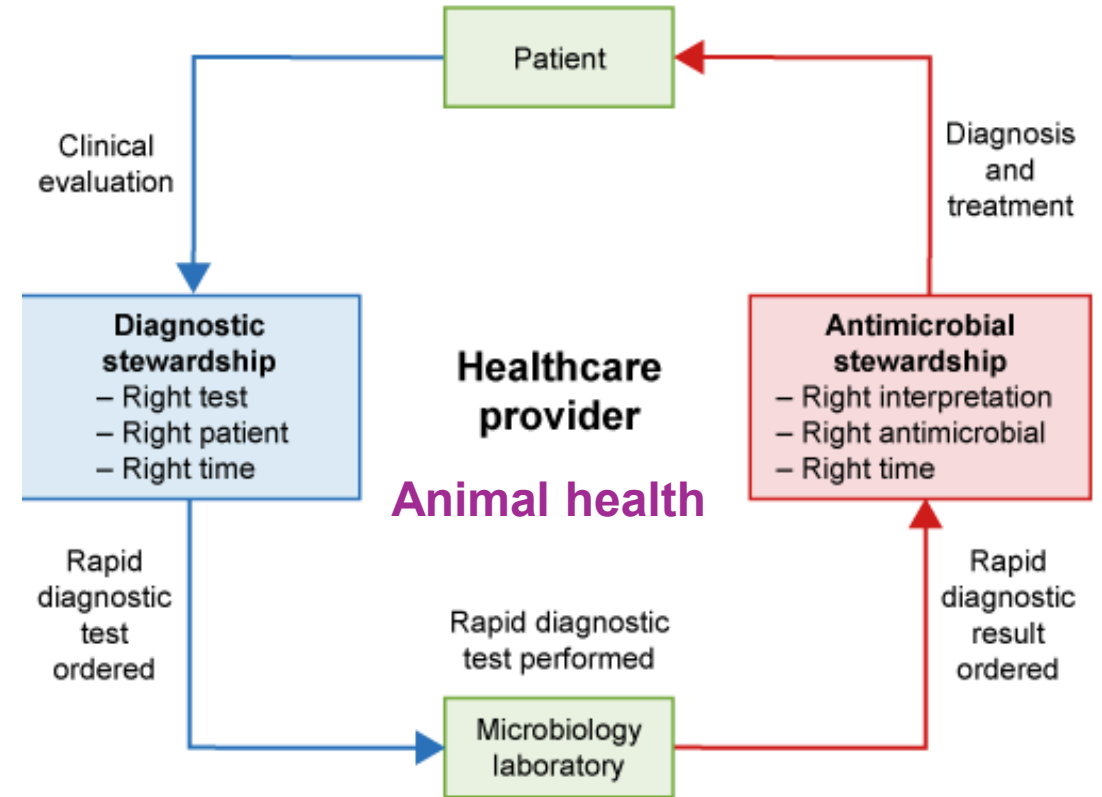 Patient
Clinical
evaluation
Diagnosis
and
treatment
Diagnostic
stewardship
– Right test
– Right patient
– Right time
Healthcare
provider
Animal health
Antimicrobial
stewardship
– Right interpretation
– Right antimicrobial
– Right time
Rapid
diagnostic
test
ordered
Rapid diagnostic
test performed
Rapid
diagnostic
result
ordered
Microbiology
laboratory